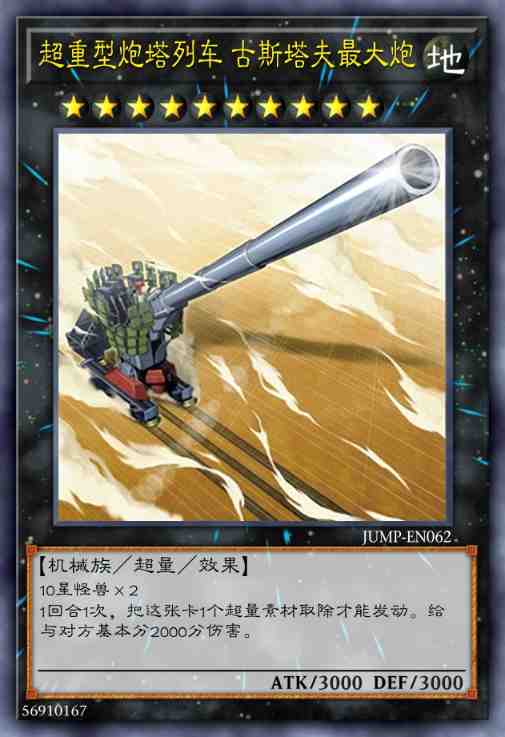 超重型炮塔列车 古斯塔夫最大炮 地
JUMP-EN062
【机械族／超量／效果】
10星怪兽×2
1回合1次，把这张卡1个超量素材取除才能发动。给
与对方基本分2000分伤害。
ATK/3000 DEF/3000
56910167